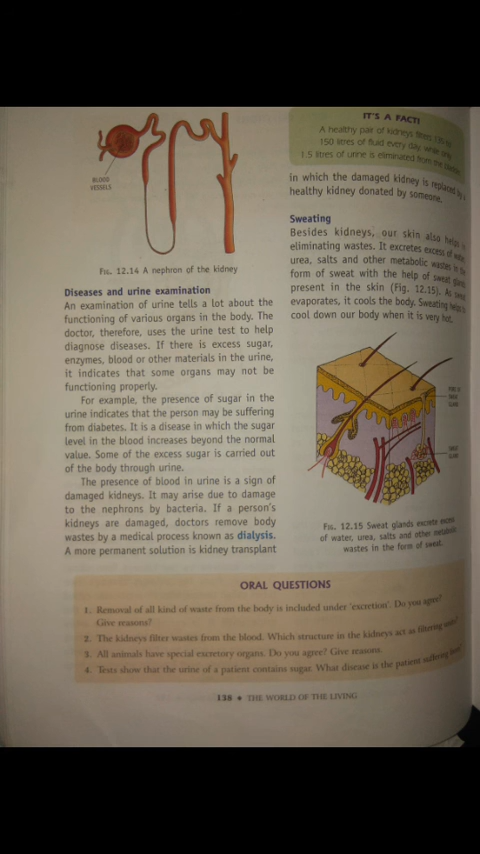 BLOOD
VESSELS
FIG. 12.14 A nephron of the kidney
Diseases and urine examination
An examination of urine tells a lot about the
functioning of various organs in the body. The
doctor, therefore, uses the urine test to help
diagnose diseases. If there is excess sugar,
enzymes, blood or other materials in the urine,
it indicates that some organs may not be
functioning properly.
For example, the presence of sugar in the
urine indicates that the person may be suffering
from diabetes. It is a disease in which the sugar
level in the blood increases beyond the normal
value. Some of the excess sugar is carried out
of the body through urine.
The presence of blood in urine is a sign of
damaged kidneys. It may arise due to damage
to the nephrons by bacteria. If a person's
kidneys are damaged, doctors remove body
wastes by a medical process known as dialysis.
A more permanent solution is kidney transplant
IT'S A FACT!
A healthy pair of kidneys filters
150 litres of fluid every day, while only
1.5 litres of urine is eliminated from the
in which the damaged kidney is replaced by a
healthy kidney donated by someone.
Sweating
Besides kidneys, our skin also helps in
eliminating wastes. It excretes excess of water,
urea, salts and other metabolic wastes in the
form of sweat with the help of sweat glands
present in the skin (Fig. 12.15). As sweat
evaporates, it cools the body. Sweating helps to
cool down our body when it is very hot.
PORE OF
SWEAT
GLAND
SWEAT
GLAND
FIG. 12.15 Sweat glands excrete excess
of water, urea, salts and other metabolic
wastes in the form of sweat.
ORAL QUESTIONS
1. Removal of all kind of waste from the body is included under 'excretion'. Do you agree?
Give reasons?
2. The kidneys filter wastes from the blood. Which structure in the kidneys act as filtering units?
3. All animals have special excretory organs. Do you agree? Give reasons.
4. Tests show that the urine of a patient contains sugar. What disease is the patient suffering from?
138 • THE WORLD OF THE LIVING